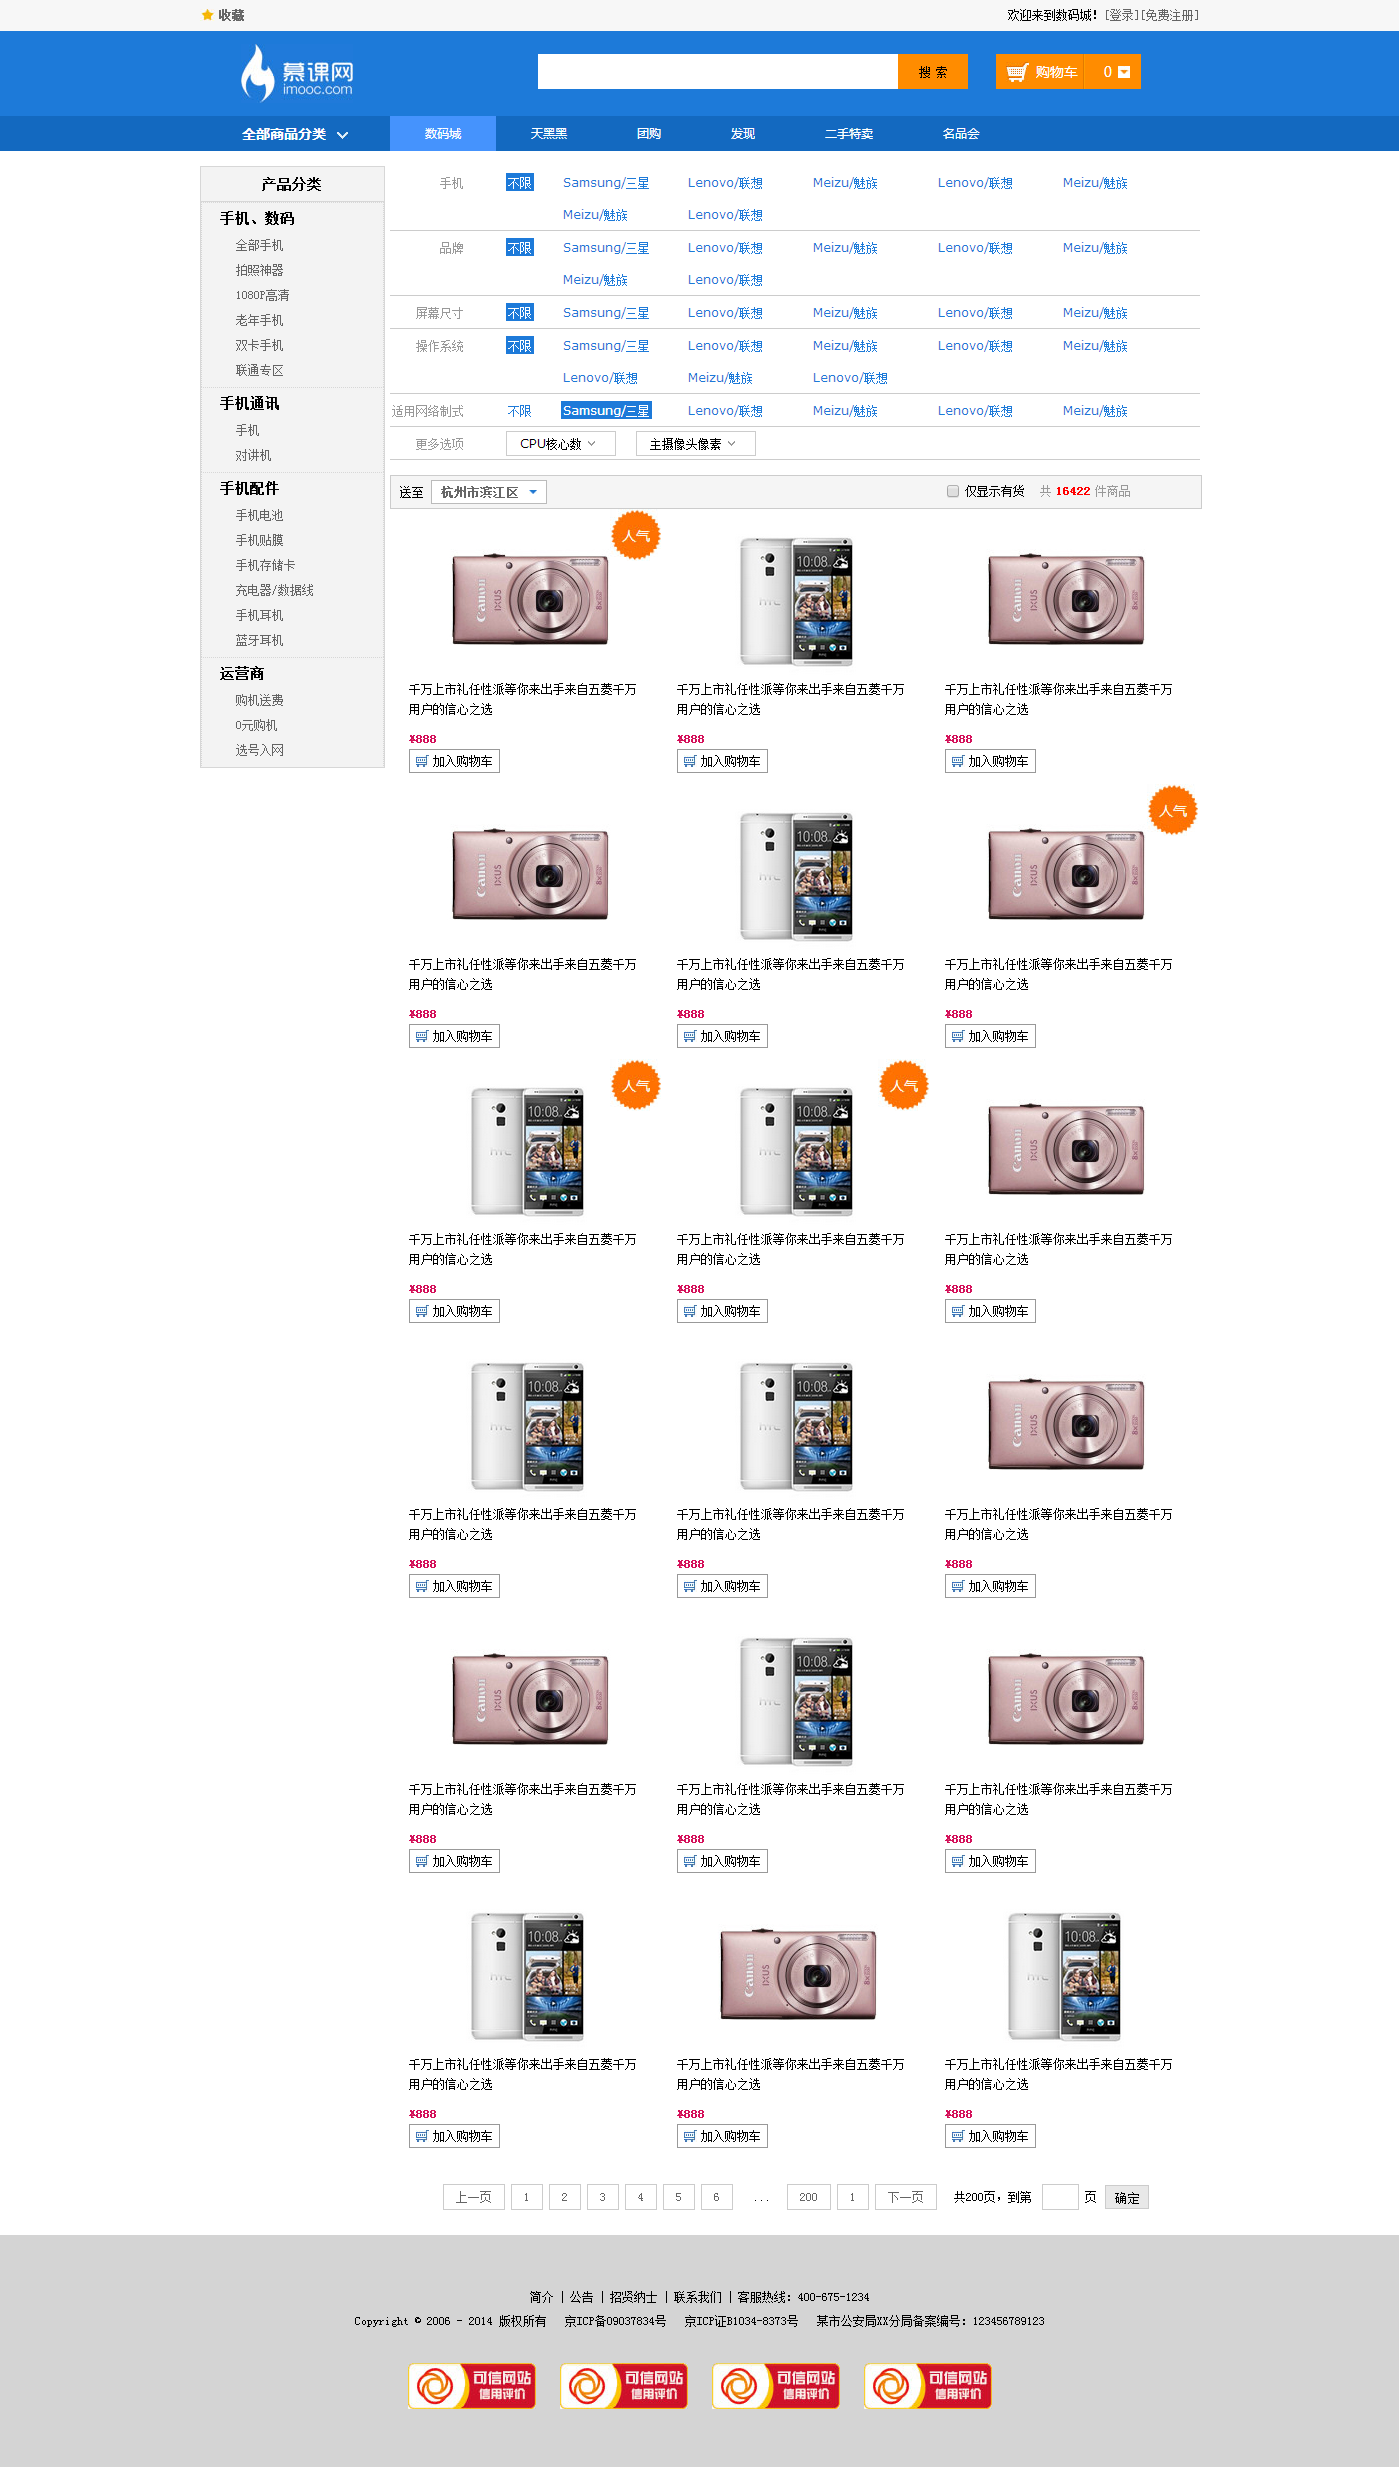 收藏 欢迎来到数码城! [登录][免费注册]
慕课网
imooc.com
搜 索 购物车 0
全部商品分类 数码城 天黑黑 团购 发现 二手特卖 名品会
产品分类
手机、数码
全部手机
拍照神器
1080P高清
老年手机
双卡手机
联通专区
手机通讯
手机
对讲机
手机配件
手机电池
手机贴膜
手机存储卡
充电器/数据线
手机耳机
蓝牙耳机
运营商
购机送费
0元购机
选号入网
手机 不限 Samsung/三星 Lenovo/联想 Meizu/魅族 Lenovo/联想 Meizu/魅族
Meizu/魅族 Lenovo/联想
品牌 不限 Samsung/三星 Lenovo/联想 Meizu/魅族 Lenovo/联想 Meizu/魅族
Meizu/魅族 Lenovo/联想
屏幕尺寸 不限 Samsung/三星 Lenovo/联想 Meizu/魅族 Lenovo/联想 Meizu/魅族
操作系统 不限 Samsung/三星 Lenovo/联想 Meizu/魅族 Lenovo/联想 Meizu/魅族
Lenovo/联想 Meizu/魅族 Lenovo/联想
适用网络制式 不限 Samsung/三星 Lenovo/联想 Meizu/魅族 Lenovo/联想 Meizu/魅族
更多选项 CPU核心数 主摄像头像素
送至 杭州市滨江区 仅显示有货 共 16422 件商品
人气
Canon IXUS 10:08 hTC Canon IXUS
千万上市礼任性派等你来出手来自五菱千万 千万上市礼任性派等你来出手来自五菱千万 千万上市礼任性派等你来出手来自五菱千万
用户的信心之选 用户的信心之选 用户的信心之选
¥888 ¥888 ¥888
加入购物车 加入购物车 加入购物车
人气
Canon IXUS 10:08 hTC Canon IXUS
千万上市礼任性派等你来出手来自五菱千万 千万上市礼任性派等你来出手来自五菱千万 千万上市礼任性派等你来出手来自五菱千万
用户的信心之选 用户的信心之选 用户的信心之选
¥888 ¥888 ¥888
加入购物车 加入购物车 加入购物车
人气 人气
10:08 hTC 10:08 hTC Canon IXUS
千万上市礼任性派等你来出手来自五菱千万 千万上市礼任性派等你来出手来自五菱千万 千万上市礼任性派等你来出手来自五菱千万
用户的信心之选 用户的信心之选 用户的信心之选
¥888 ¥888 ¥888
加入购物车 加入购物车 加入购物车
10:08 hTC 10:08 hTC Canon IXUS
千万上市礼任性派等你来出手来自五菱千万 千万上市礼任性派等你来出手来自五菱千万 千万上市礼任性派等你来出手来自五菱千万
用户的信心之选 用户的信心之选 用户的信心之选
¥888 ¥888 ¥888
加入购物车 加入购物车 加入购物车
Canon IXUS 10:08 hTC Canon IXUS
千万上市礼任性派等你来出手来自五菱千万 千万上市礼任性派等你来出手来自五菱千万 千万上市礼任性派等你来出手来自五菱千万
用户的信心之选 用户的信心之选 用户的信心之选
¥888 ¥888 ¥888
加入购物车 加入购物车 加入购物车
10:08 hTC Canon IXUS 10:08 hTC
千万上市礼任性派等你来出手来自五菱千万 千万上市礼任性派等你来出手来自五菱千万 千万上市礼任性派等你来出手来自五菱千万
用户的信心之选 用户的信心之选 用户的信心之选
¥888 ¥888 ¥888
加入购物车 加入购物车 加入购物车
上一页 1 2 3 4 5 6 ... 200 1 下一页 共200页，到第 页 确定
简介 | 公告 | 招贤纳士 | 联系我们 | 客服热线: 400-675-1234
Copyright © 2006 - 2014 版权所有 京ICP备09037834号 京ICP证B1034-8373号 某市公安局XX分局备案编号: 123456789123
可信网站 可信网站 可信网站 可信网站
信用评价 信用评价 信用评价 信用评价